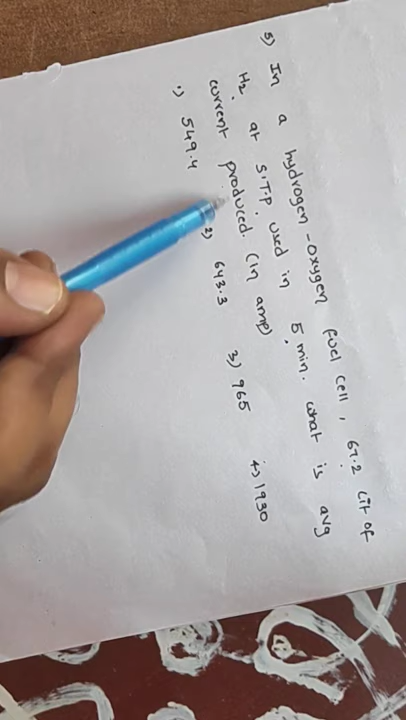 5) In a hydrogen-oxygen fuel cell, 67.2 lit of
H2 at S.T.P. used in 5 min. what is avg
current produced. (In amp)
1) 549.4 2) 643.3 3) 965 4) 1930